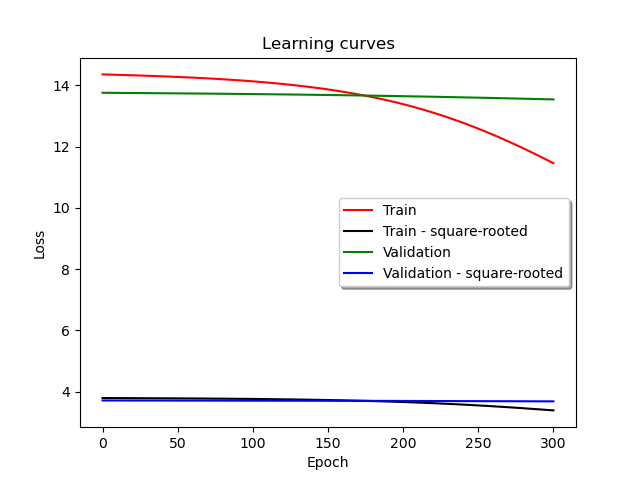 Learning curves
Loss
14
12
10
8
6
4
Train
Train - square-rooted
Validation
Validation - square-rooted
0 50 100 150 200 250 300
Epoch